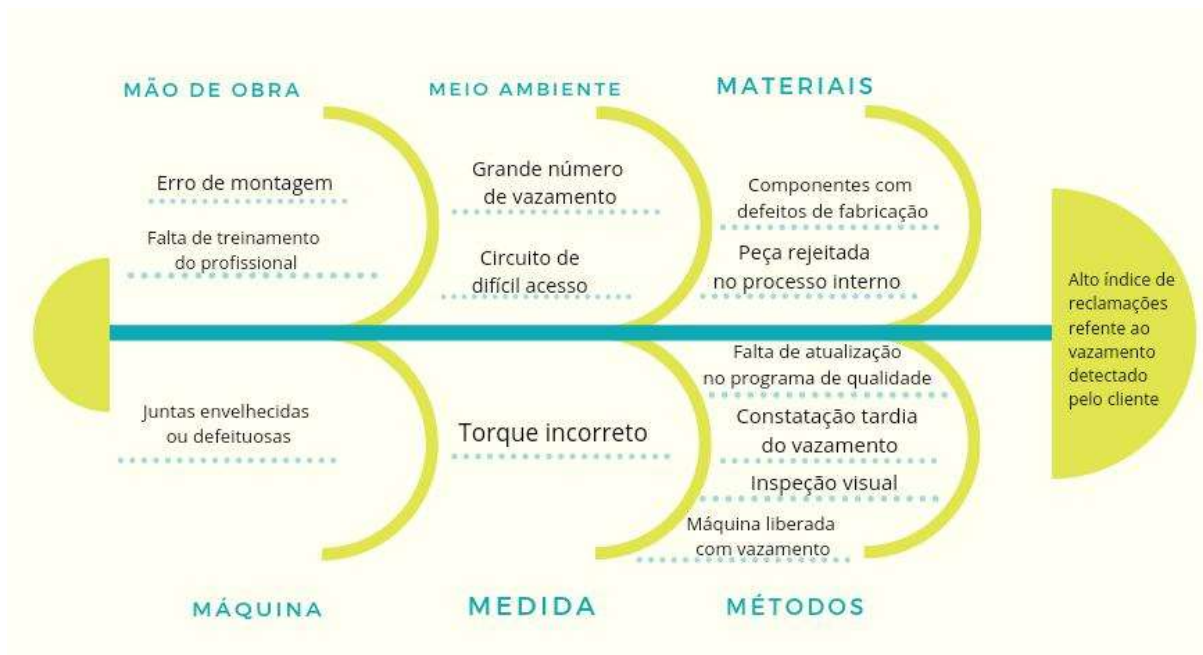 MÃO DE OBRA
MEIO AMBIENTE
MATERIAIS
Erro de montagem
Falta de treinamento
do profissional
Grande número
de vazamento
Circuito de
difícil acesso
Componentes com
defeitos de fabricação
Peça rejeitada
no processo interno
Juntas envelhecidas
ou defeituosas
Torque incorreto
Falta de atualização
no programa de qualidade
Constatação tardia
do vazamento
Inspeção visual
Máquina liberada
com vazamento
MÁQUINA
MEDIDA
MÉTODOS
Alto índice de
reclamações
refente ao
vazamento
detectado
pelo cliente